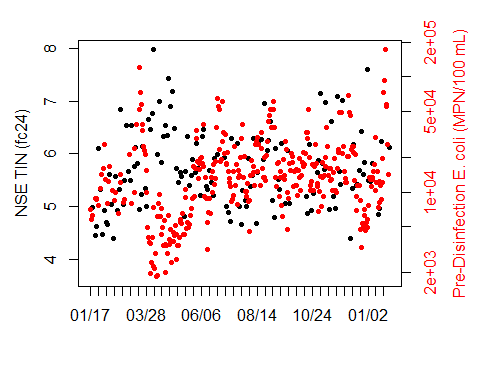 NSE TIN (fc24)
8
7
6
5
4
01/17 03/28 06/06 08/14 10/24 01/02
2e+05
5e+04
1e+04
2e+03
Pre-Disinfection E. coli (MPN/100 mL)